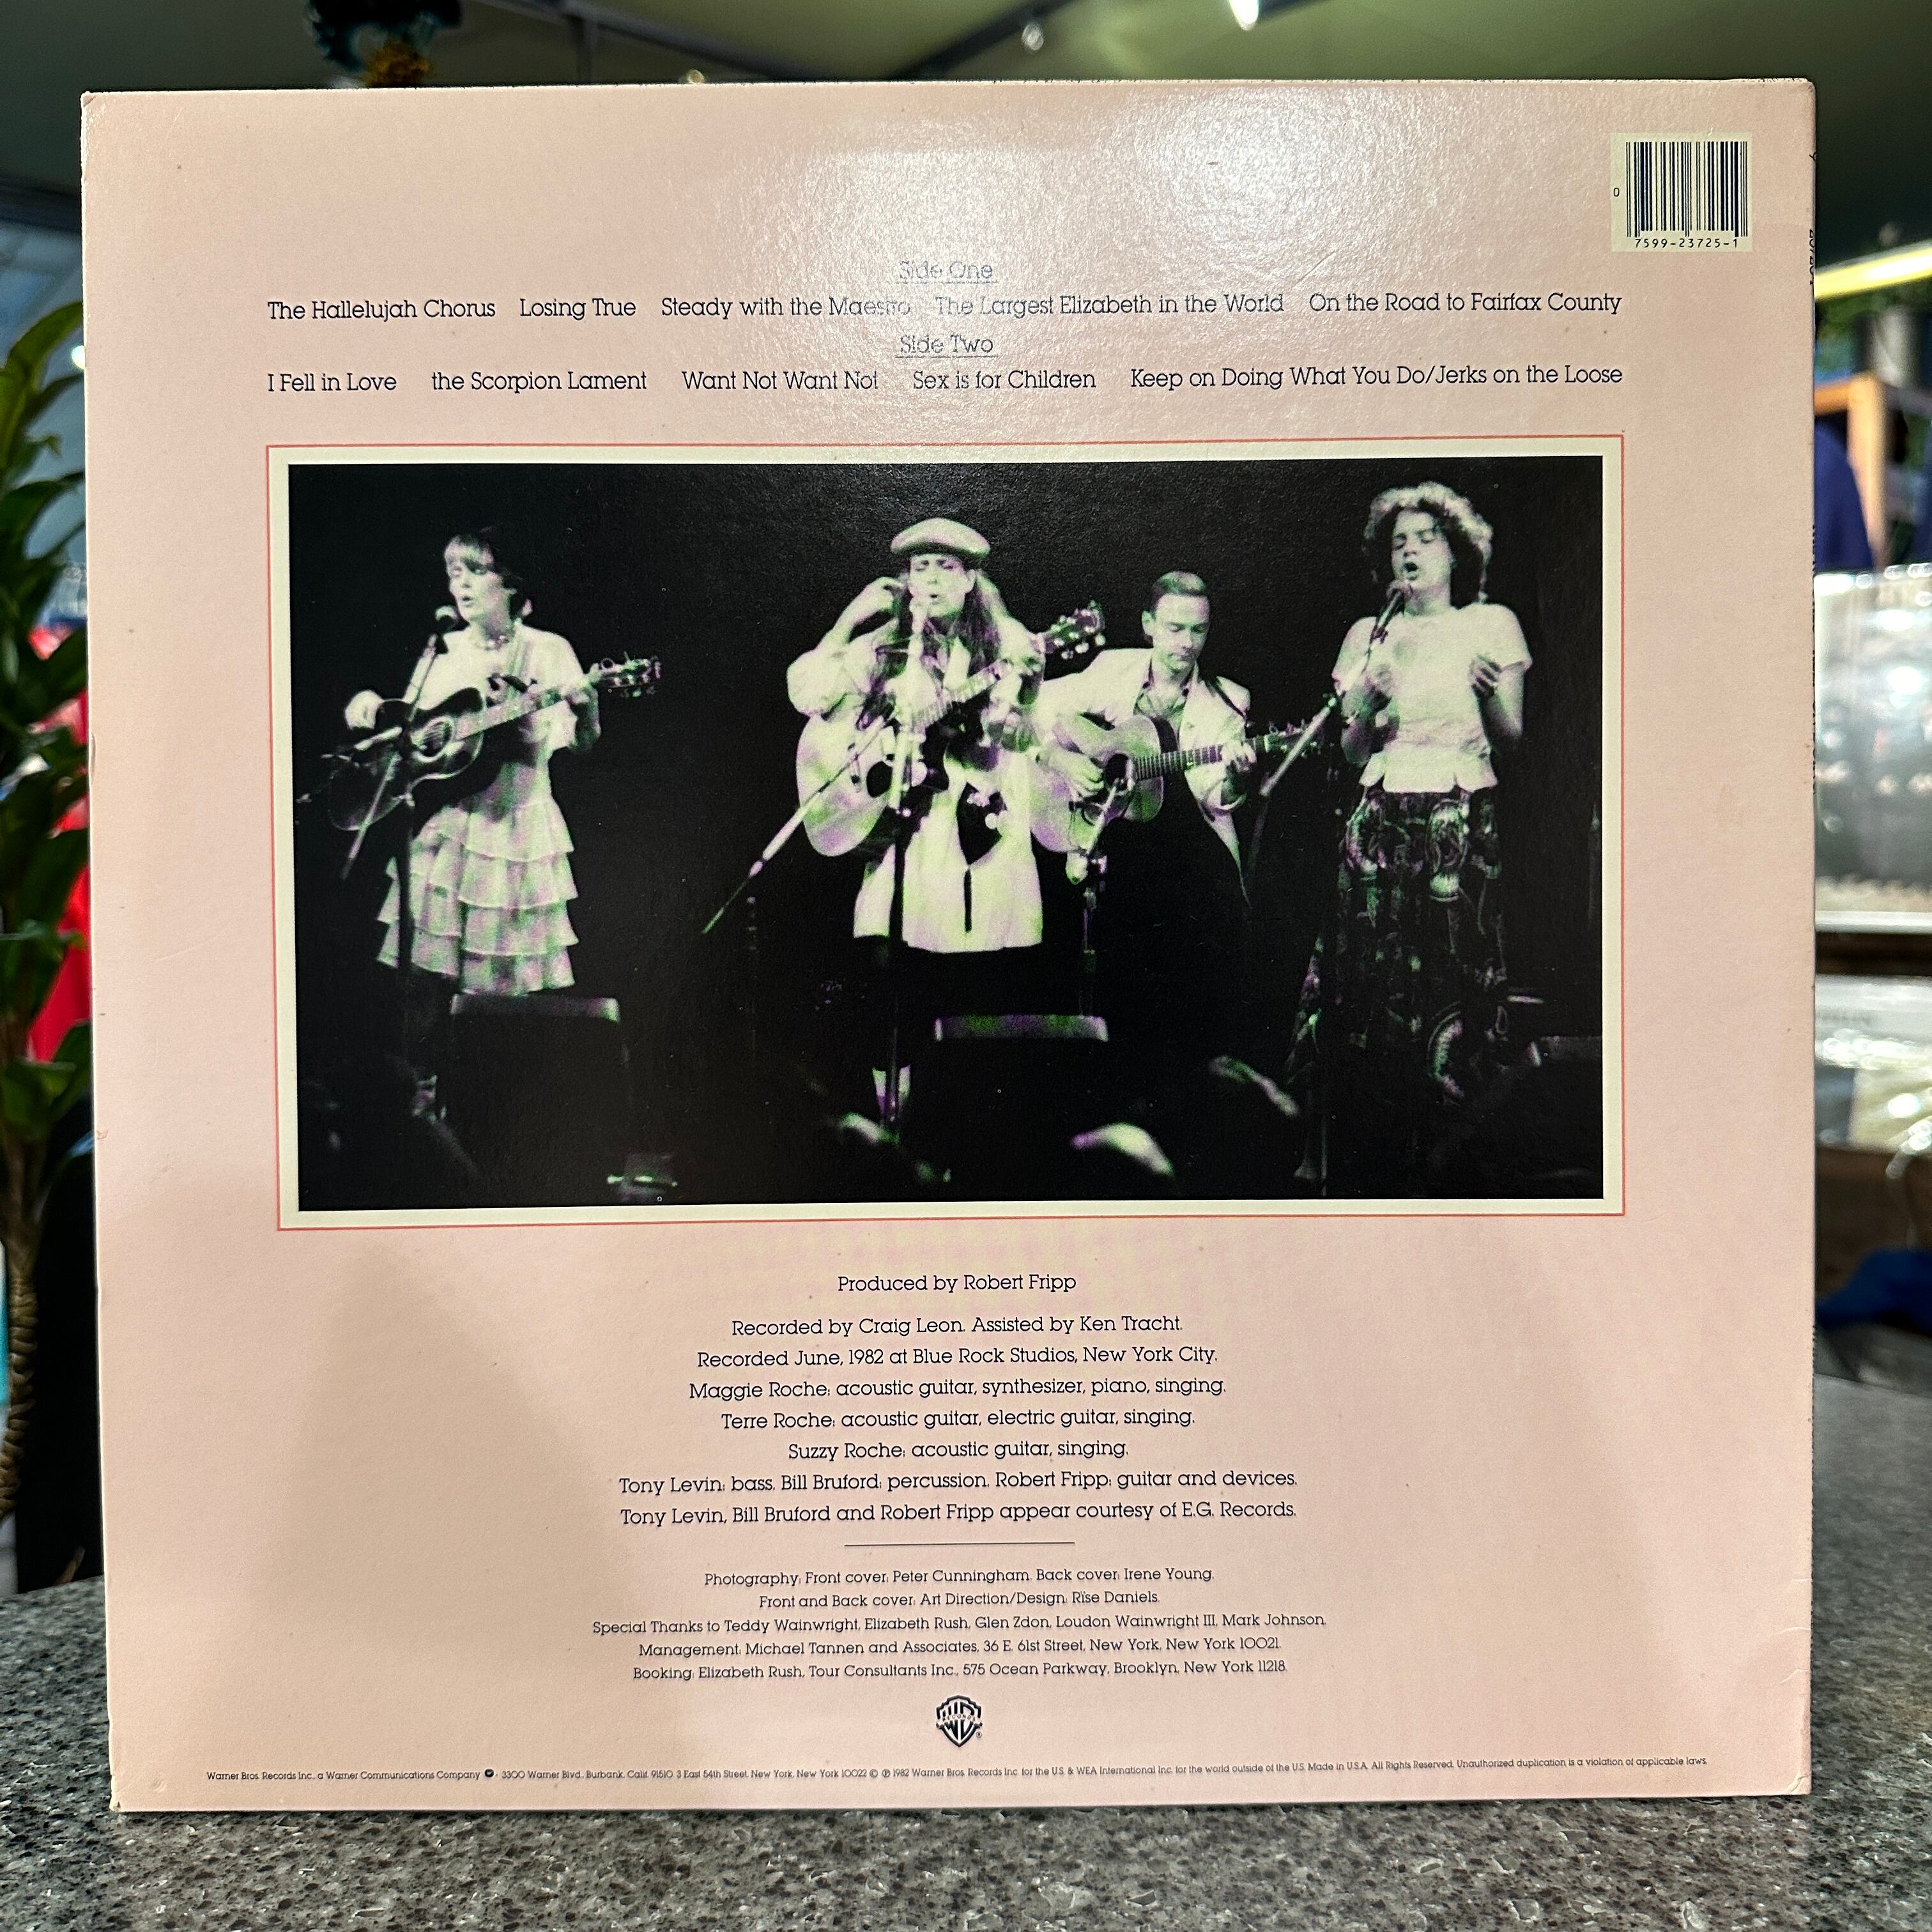 0
7599-23725-1
Side One
The Hallelujah Chorus Losing True Steady with the Maestro The Largest Elizabeth in the World On the Road to Fairfax County
Side Two
I Fell in Love the Scorpion Lament Want Not Want Not Sex is for Children Keep on Doing What You Do/Jerks on the Loose
Produced by Robert Fripp
Recorded by Craig Leon. Assisted by Ken Tracht.
Recorded June, 1982 at Blue Rock Studios, New York City.
Maggie Roche: acoustic guitar, synthesizer, piano, singing.
Terre Roche: acoustic guitar, electric guitar, singing.
Suzzy Roche: acoustic guitar, singing.
Tony Levin: bass. Bill Bruford: percussion. Robert Fripp: guitar and devices.
Tony Levin, Bill Bruford and Robert Fripp appear courtesy of E.G. Records.
Photography: Front cover: Peter Cunningham. Back cover: Irene Young.
Front and Back cover: Art Direction/Design: Rïse Daniels.
Special Thanks to Teddy Wainwright, Elizabeth Rush, Glen Zdon, Loudon Wainwright III, Mark Johnson.
Management: Michael Tannen and Associates, 36 E. 61st Street, New York, New York 10021.
Booking: Elizabeth Rush, Tour Consultants Inc., 575 Ocean Parkway, Brooklyn, New York 11218.
Warner Bros. Records Inc., a Warner Communications Company · 3300 Warner Blvd., Burbank, Calif. 91510 3 East 54th Street, New York, New York 10022 © ℗ 1982 Warner Bros. Records Inc. for the U.S. & WEA International Inc. for the world outside of the U.S. Made in U.S.A. All Rights Reserved. Unauthorized duplication is a violation of applicable laws.